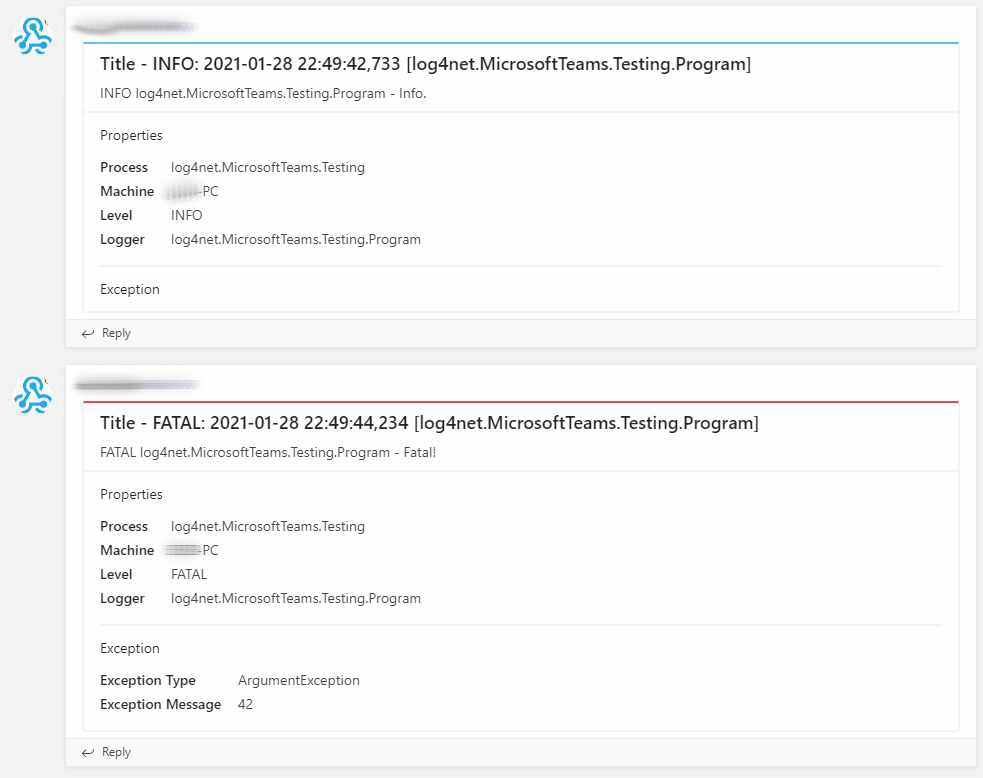 Title - INFO: 2021-01-28 22:49:42,733 [log4net.MicrosoftTeams.Testing.Program]
INFO log4net.MicrosoftTeams.Testing.Program - Info.
Properties
Process log4net.MicrosoftTeams.Testing
Machine -PC
Level INFO
Logger log4net.MicrosoftTeams.Testing.Program
Exception
Reply
Title - FATAL: 2021-01-28 22:49:44,234 [log4net.MicrosoftTeams.Testing.Program]
FATAL log4net.MicrosoftTeams.Testing.Program - Fatal!
Properties
Process log4net.MicrosoftTeams.Testing
Machine -PC
Level FATAL
Logger log4net.MicrosoftTeams.Testing.Program
Exception
Exception Type ArgumentException
Exception Message 42
Reply